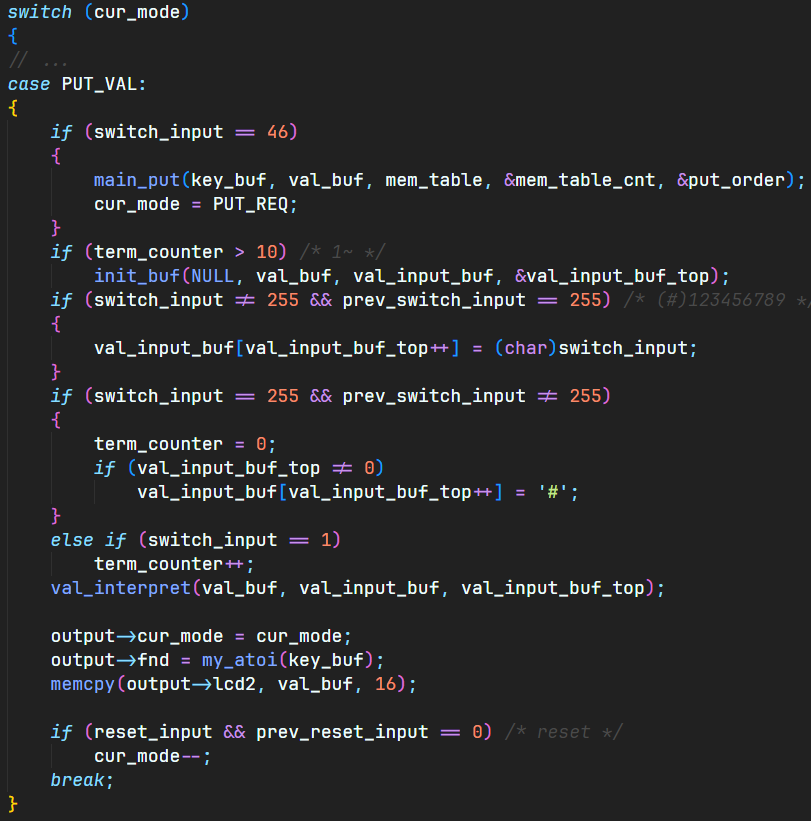 switch (cur_mode)
{
// ...
case PUT_VAL:
{
    if (switch_input == 46)
    {
        main_put(key_buf, val_buf, mem_table, &mem_table_cnt, &put_order);
        cur_mode = PUT_REQ;
    }
    if (term_counter > 10) /* 1~ */
        init_buf(NULL, val_buf, val_input_buf, &val_input_buf_top);
    if (switch_input != 255 && prev_switch_input == 255) /* (#)123456789 */
    {
        val_input_buf[val_input_buf_top++] = (char)switch_input;
    }
    if (switch_input == 255 && prev_switch_input != 255)
    {
        term_counter = 0;
        if (val_input_buf_top != 0)
            val_input_buf[val_input_buf_top++] = '#';
    }
    else if (switch_input == 1)
        term_counter++;
    val_interpret(val_buf, val_input_buf, val_input_buf_top);

    output->cur_mode = cur_mode;
    output->fnd = my_atoi(key_buf);
    memcpy(output->lcd2, val_buf, 16);

    if (reset_input && prev_reset_input == 0) /* reset */
        cur_mode--;
    break;
}